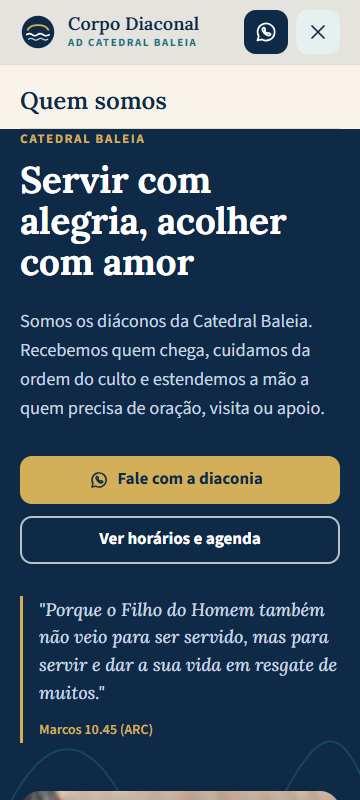 Corpo Diaconal
AD CATEDRAL BALEIA
Quem somos
CATEDRAL BALEIA
Servir com
alegria, acolher
com amor
Somos os diáconos da Catedral Baleia.
Recebemos quem chega, cuidamos da
ordem do culto e estendemos a mão a
quem precisa de oração, visita ou apoio.
Fale com a diaconia
Ver horários e agenda
"Porque o Filho do Homem também
não veio para ser servido, mas para
servir e dar a sua vida em resgate de
muitos."
Marcos 10.45 (ARC)